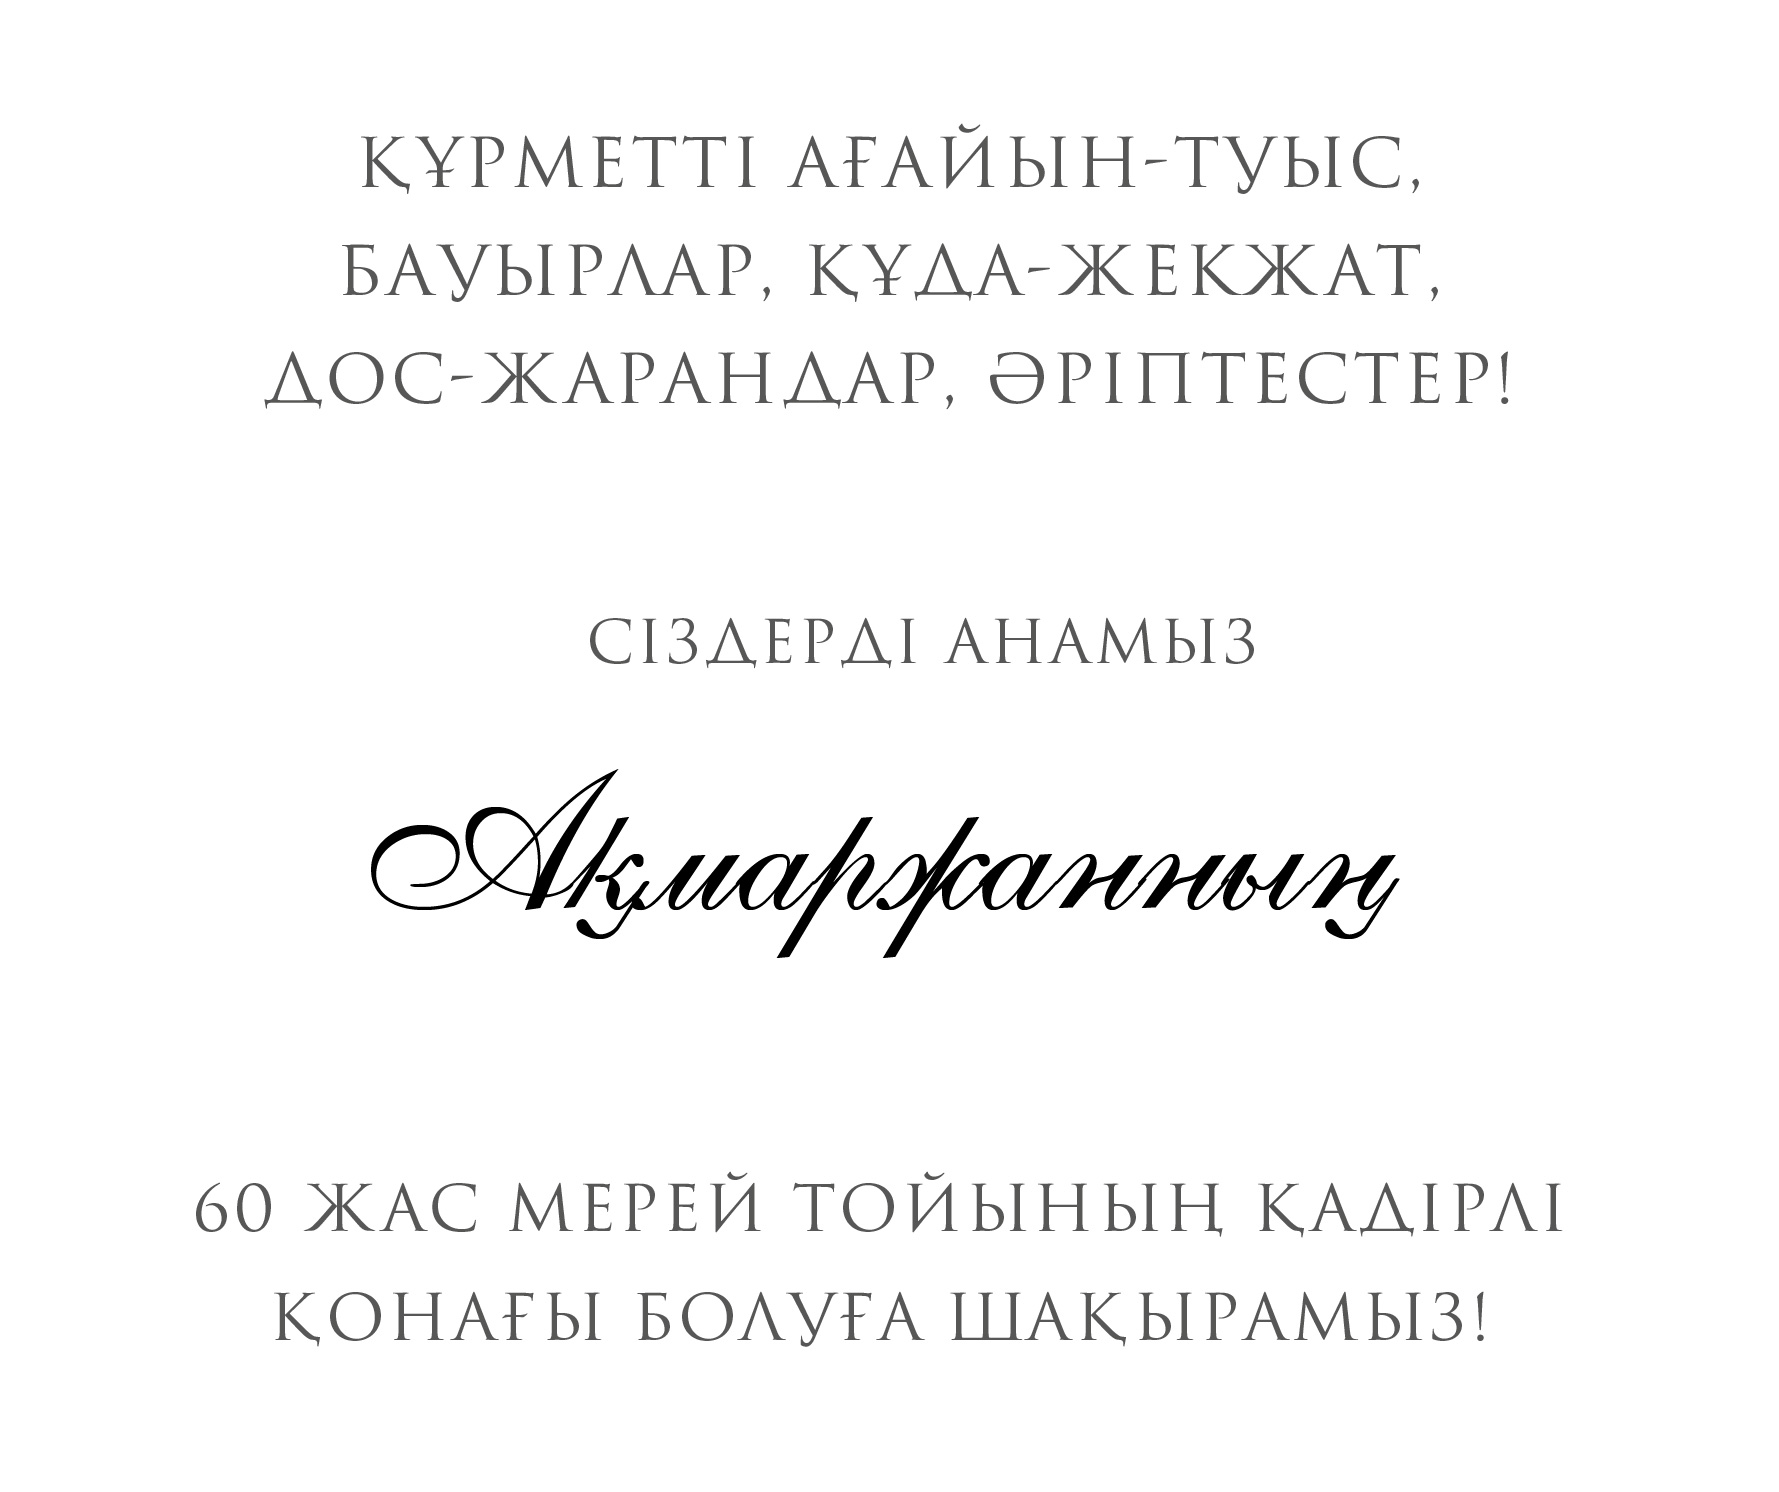 ҚҰРМЕТТІ АҒАЙЫН-ТУЫС,
БАУЫРЛАР, ҚҰДА-ЖЕКЖАТ,
ДОС-ЖАРАНДАР, ӘРІПТЕСТЕР!
СІЗДЕРДІ АНАМЫЗ
Ақмаржанның
60 ЖАС МЕРЕЙ ТОЙЫНЫҢ ҚАДІРЛІ
ҚОНАҒЫ БОЛУҒА ШАҚЫРАМЫЗ!